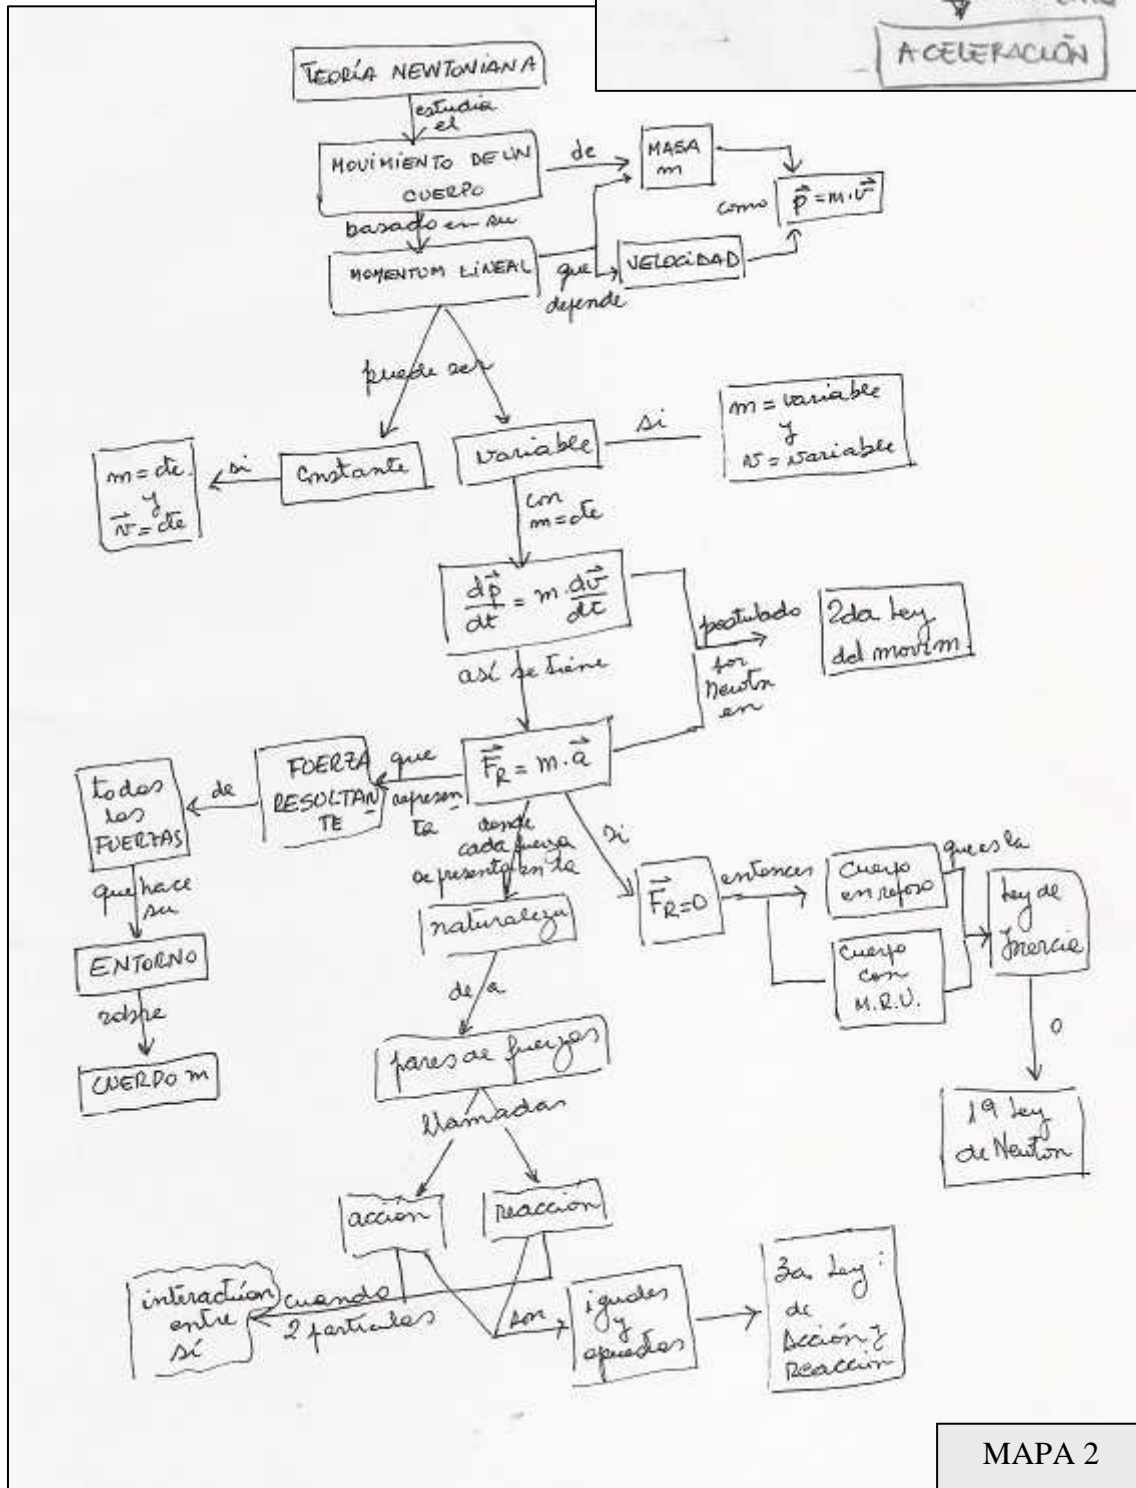 ACELERACIÓN
TEORÍA NEWTONIANA
estudia
el
MOVIMIENTO DE UN
CUERPO
de
MASA
m
como
p⃗ = m.v⃗
basado en su
MOMENTUM LINEAL
que
depende
VELOCIDAD
puede ser
m = cte.
y
v⃗ = cte
si
Constante
Variable
si
m = variable
y
v = variable
con
m = cte
dp⃗/dt = m . dv⃗/dt
postulado
por
Newton
en
2da Ley
del movim.
así se tiene
F⃗R = m . a⃗
que
represen
ta
FUERZA
RESULTAN
TE
de
todas
las
FUERZAS
que hace
su
ENTORNO
sobre
CUERPO m
donde
cada fuerza
se presenta en la
naturaleza
de a
pares de fuerzas
llamadas
acción
reacción
si
F⃗R = 0
entonces
Cuerpo
en reposo
Cuerpo
con
M.R.U.
que es la
Ley de
Inercia
o
1ª Ley
de Newton
interactúan
entre
sí
cuando
2 partículas
son
iguales
y
opuestas
3a. Ley:
de
Acción y
Reacción
MAPA 2